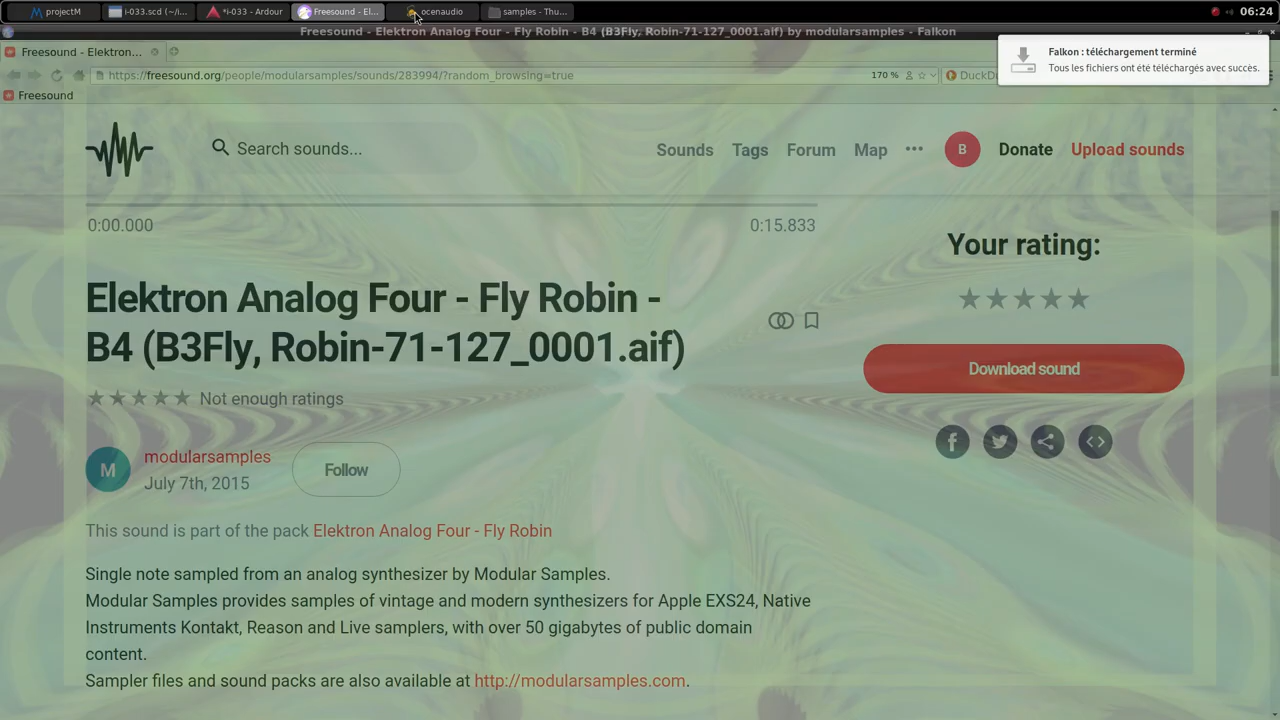 projectM
i-033.scd (~/i...
*i-033 - Ardour
Freesound - El...
ocenaudio
samples - Thu...
06:24
Freesound - Elektron Analog Four - Fly Robin - B4 (B3Fly, Robin-71-127_0001.aif) by modularsamples - Falkon
Freesound - Elektron...
Falkon : téléchargement terminé
Tous les fichiers ont été téléchargés avec succès.
https://freesound.org/people/modularsamples/sounds/283994/?random_browsing=true
170 %
DuckDu
Freesound
Search sounds...
Sounds
Tags
Forum
Map
B
Donate
Upload sounds
0:00.000
0:15.833
Your rating:
Elektron Analog Four - Fly Robin -
B4 (B3Fly, Robin-71-127_0001.aif)
Download sound
Not enough ratings
M
modularsamples
July 7th, 2015
Follow
This sound is part of the pack Elektron Analog Four - Fly Robin
Single note sampled from an analog synthesizer by Modular Samples.
Modular Samples provides samples of vintage and modern synthesizers for Apple EXS24, Native
Instruments Kontakt, Reason and Live samplers, with over 50 gigabytes of public domain
content.
Sampler files and sound packs are also available at http://modularsamples.com.